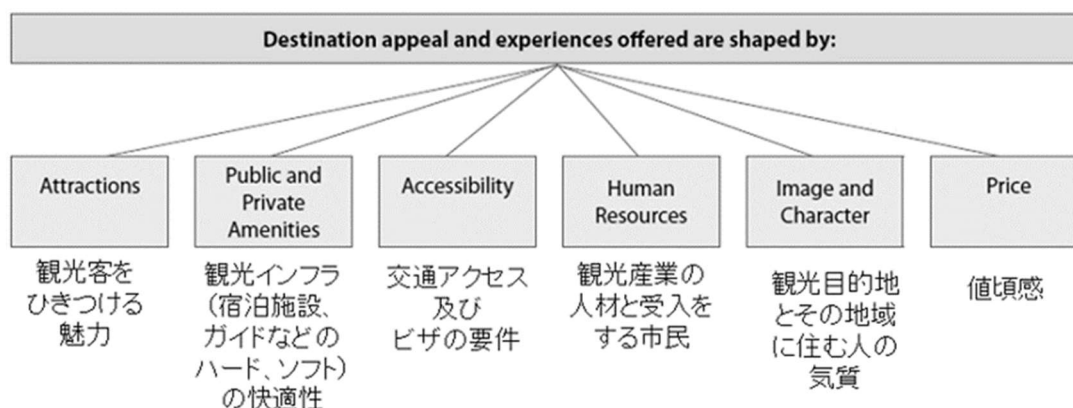 Destination appeal and experiences offered are shaped by:
Attractions
Public and
Private
Amenities
Accessibility
Human
Resources
Image and
Character
Price
観光客を
ひきつける
魅力
観光インフラ
(宿泊施設、
ガイドなどの
ハード、ソフト)
の快適性
交通アクセス
及び
ビザの要件
観光産業の
人材と受入を
する市民
観光目的地
とその地域
に住む人の
気質
値頃感